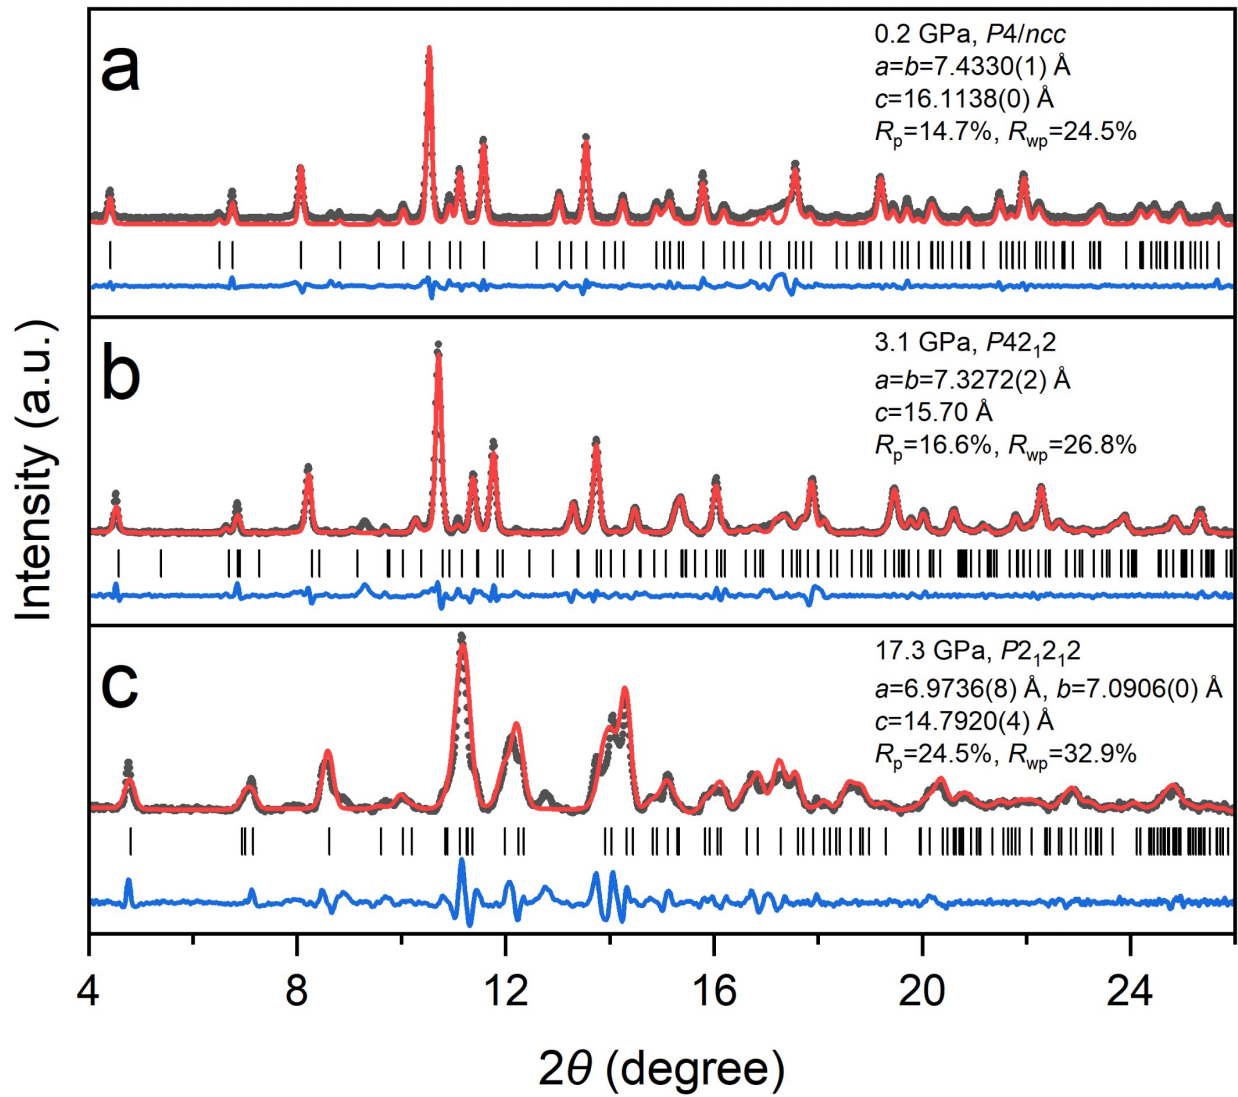 a
0.2 GPa, P4/ncc
a=b=7.4330(1) Å
c=16.1138(0) Å
Rp=14.7%, Rwp=24.5%
b
3.1 GPa, P42₁2
a=b=7.3272(2) Å
c=15.70 Å
Rp=16.6%, Rwp=26.8%
c
17.3 GPa, P2₁2₁2
a=6.9736(8) Å, b=7.0906(0) Å
c=14.7920(4) Å
Rp=24.5%, Rwp=32.9%
Intensity (a.u.)
4 8 12 16 20 24
2θ (degree)